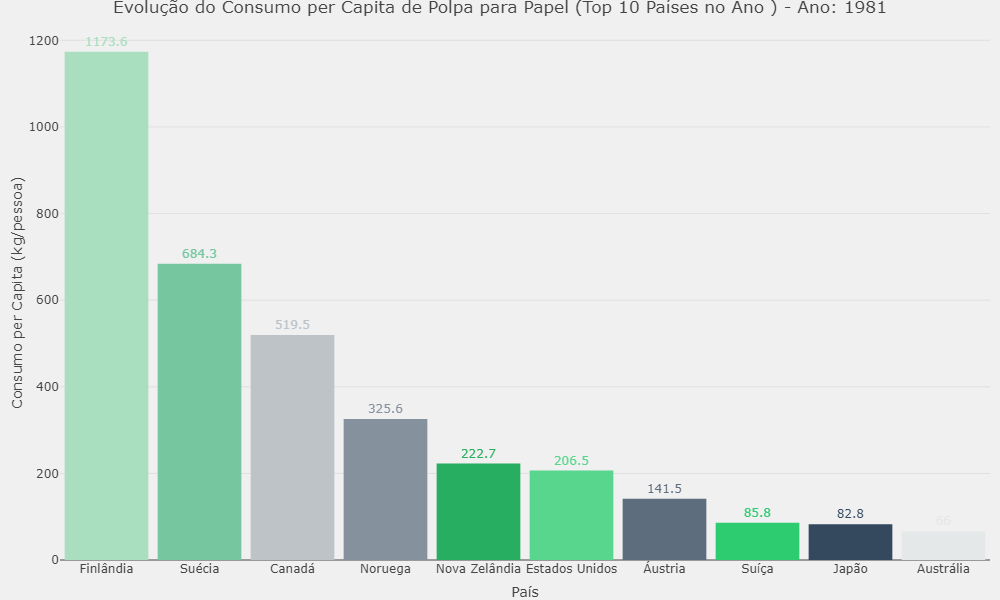 Evolução do Consumo per Capita de Polpa para Papel (Top 10 Países no Ano ) - Ano: 1981
Consumo per Capita (kg/pessoa)
1200
1000
800
600
400
200
0
1173.6
684.3
519.5
325.6
222.7
206.5
141.5
85.8
82.8
66
Finlândia
Suécia
Canadá
Noruega
Nova Zelândia
Estados Unidos
Áustria
Suíça
Japão
Austrália
País